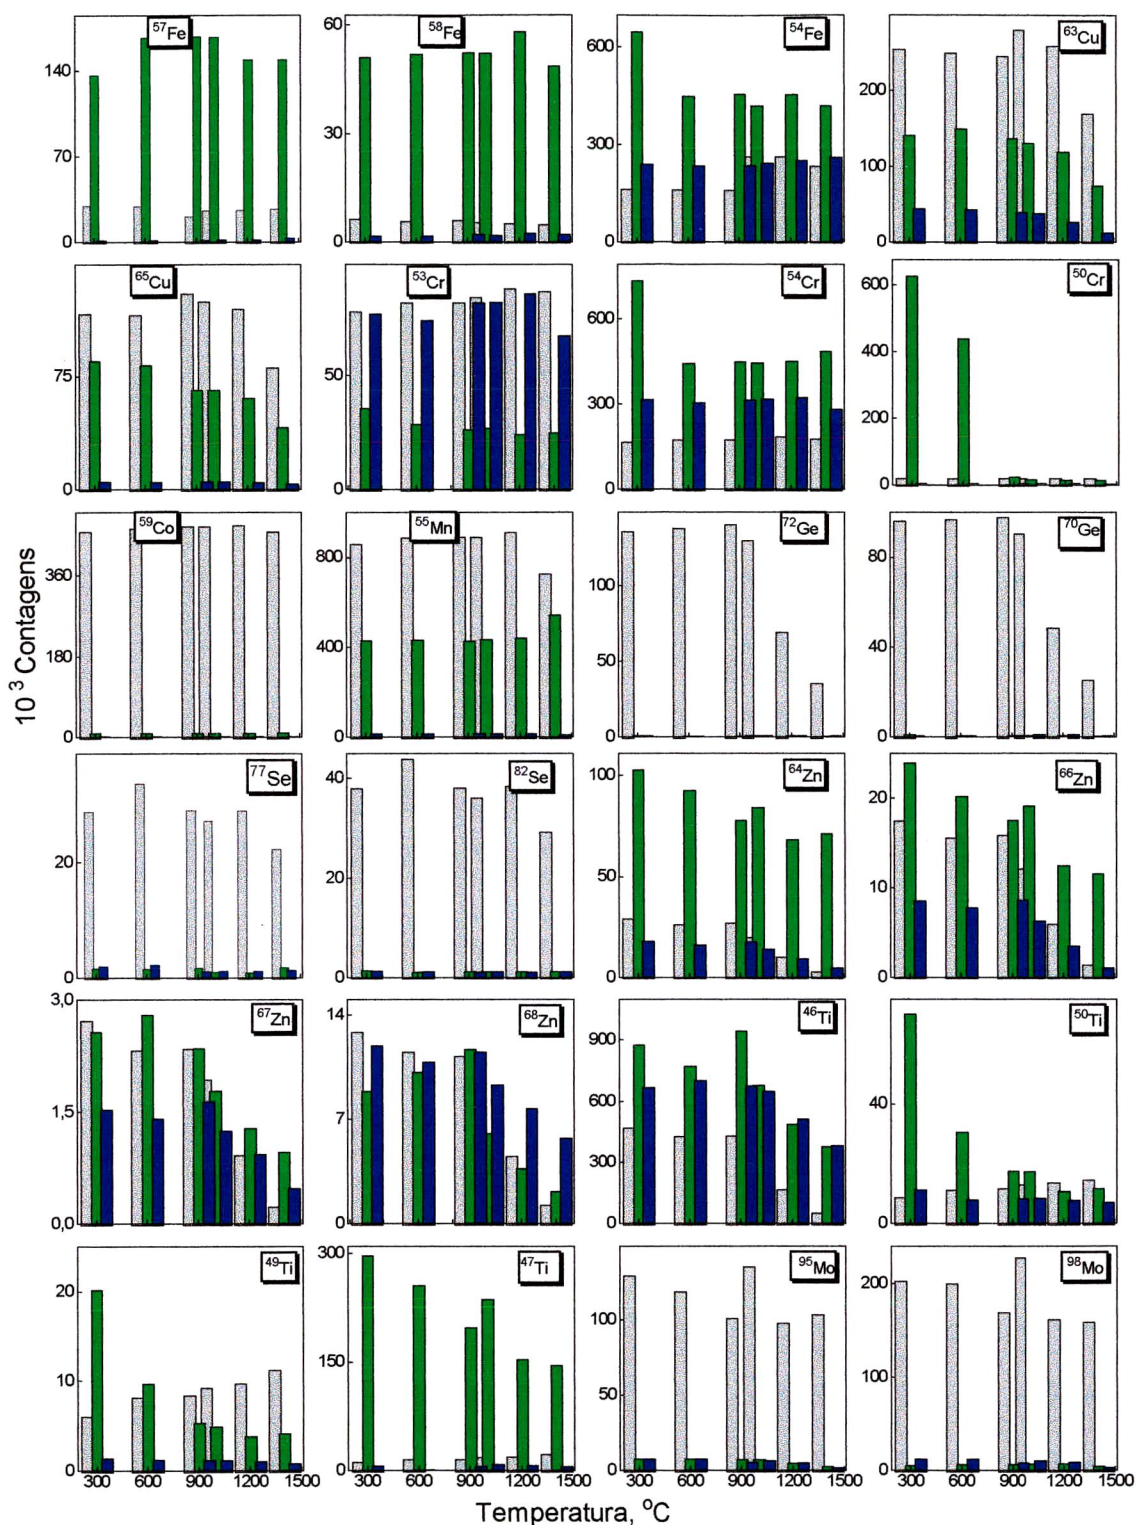 ⁵⁷Fe ⁵⁸Fe ⁵⁴Fe ⁶³Cu
140 70 0
60 30 0
600 300 0
200 100 0
⁶⁵Cu ⁵³Cr ⁵⁴Cr ⁵⁰Cr
75 0
50 0
600 300 0
600 400 200 0
⁵⁹Co ⁵⁵Mn ⁷²Ge ⁷⁰Ge
360 180 0
800 400 0
100 50 0
80 40 0
10³ Contagens
⁷⁷Se ⁸²Se ⁶⁴Zn ⁶⁶Zn
20 0
40 20 0
100 50 0
20 10 0
⁶⁷Zn ⁶⁸Zn ⁴⁶Ti ⁵⁰Ti
3,0 1,5 0,0
14 7 0
900 600 300 0
40 0
⁴⁹Ti ⁴⁷Ti ⁹⁵Mo ⁹⁸Mo
20 10 0
300 150 0
100 50 0
200 100 0
300 600 900 1200 1500
300 600 900 1200 1500
300 600 900 1200 1500
300 600 900 1200 1500
Temperatura, ºC